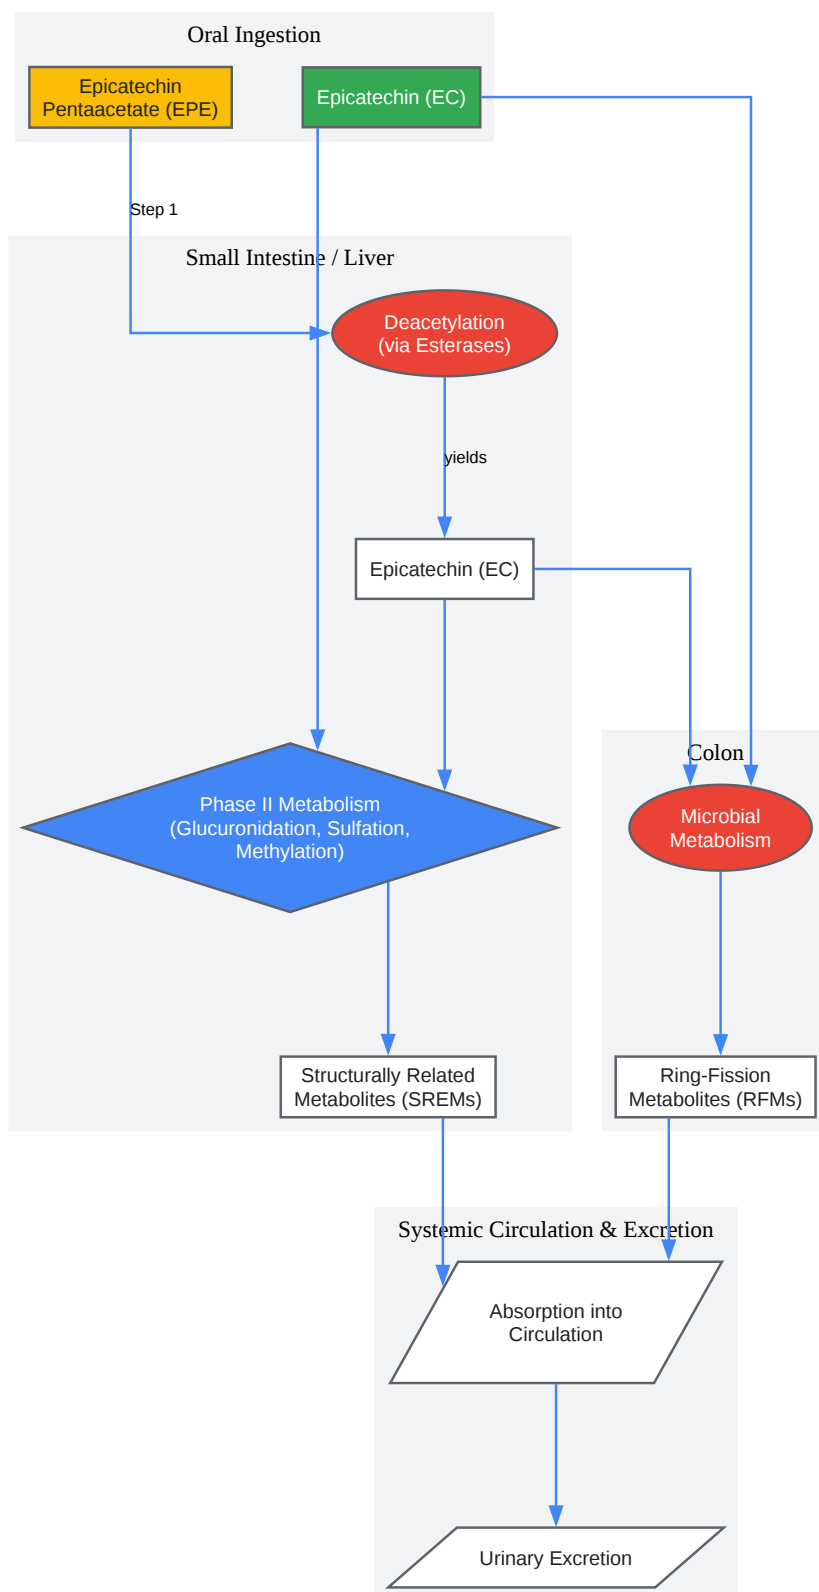 Oral Ingestion
Epicatechin
Pentaacetate (EPE)
Epicatechin (EC)
Step 1
Small Intestine / Liver
Deacetylation
(via Esterases)
yields
Epicatechin (EC)
Colon
Phase II Metabolism
(Glucuronidation, Sulfation,
Methylation)
Microbial
Metabolism
Structurally Related
Metabolites (SREMs)
Ring-Fission
Metabolites (RFMs)
Systemic Circulation & Excretion
Absorption into
Circulation
Urinary Excretion